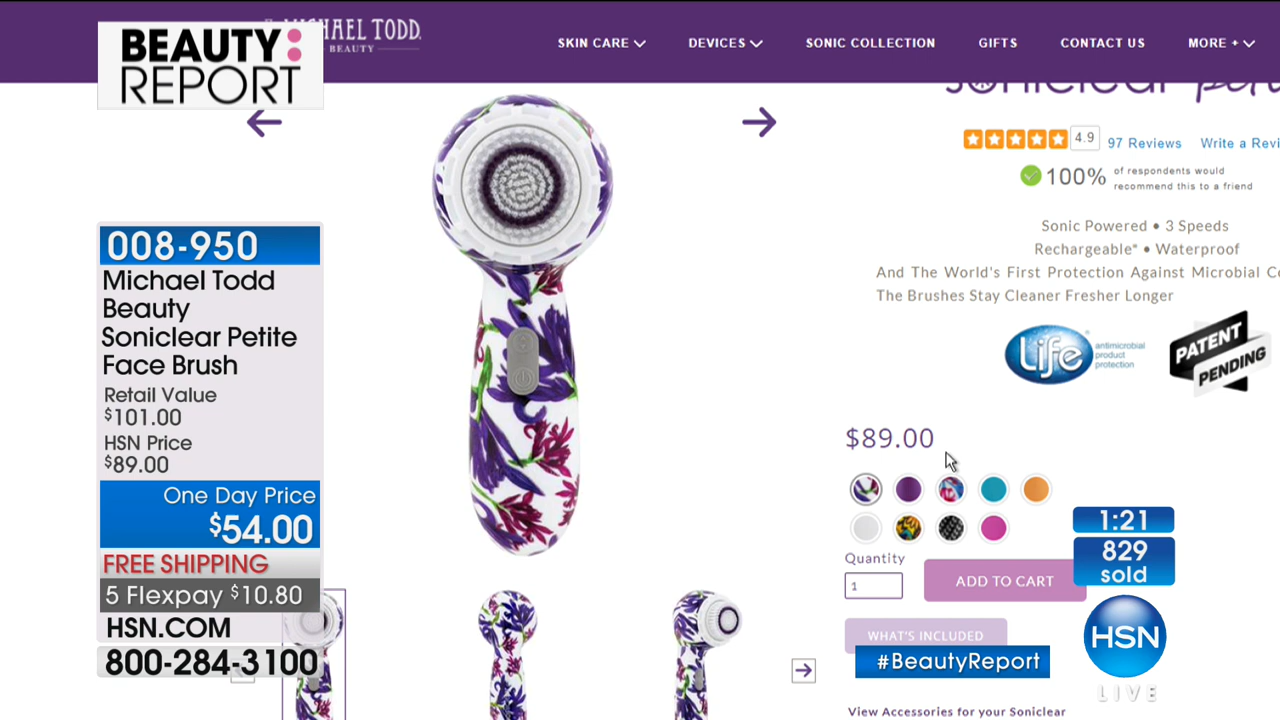 MICHAEL TODD
BEAUTY
SKIN CARE
DEVICES
SONIC COLLECTION
GIFTS
CONTACT US
MORE +
BEAUTY
REPORT
soniclear
4.9
97 Reviews
Write a Revi
100%
of respondents would
recommend this to a friend
Sonic Powered • 3 Speeds
Rechargeable* • Waterproof
And The World's First Protection Against Microbial Co
The Brushes Stay Cleaner Fresher Longer
Life
antimicrobial
product
protection
PATENT
PENDING
$89.00
Quantity
1
ADD TO CART
WHAT'S INCLUDED
View Accessories for your Soniclear
008-950
Michael Todd
Beauty
Soniclear Petite
Face Brush
Retail Value
$101.00
HSN Price
$89.00
One Day Price
$54.00
FREE SHIPPING
5 Flexpay $10.80
HSN.COM
800-284-3100
1:21
829
sold
HSN
LIVE
#BeautyReport